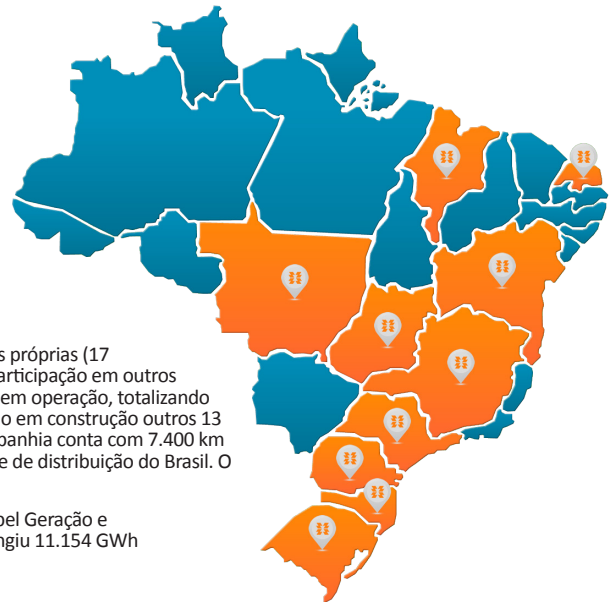 s próprias (17
articipação em outros
em operação, totalizando
o em construção outros 13
panhia conta com 7.400 km
e de distribuição do Brasil. O
pel Geração e
ngiu 11.154 GWh